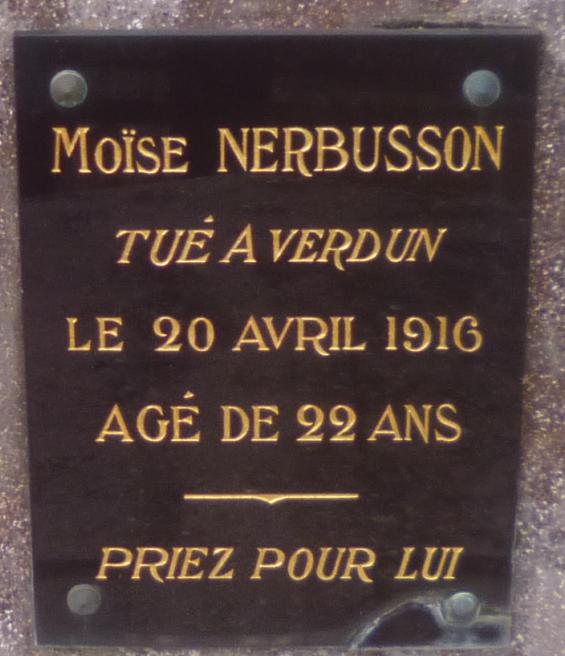 Moïse NERBUSSON
TUÉ A VERDUN
LE 20 AVRIL 1916
AGÉ DE 22 ANS
PRIEZ POUR LUI